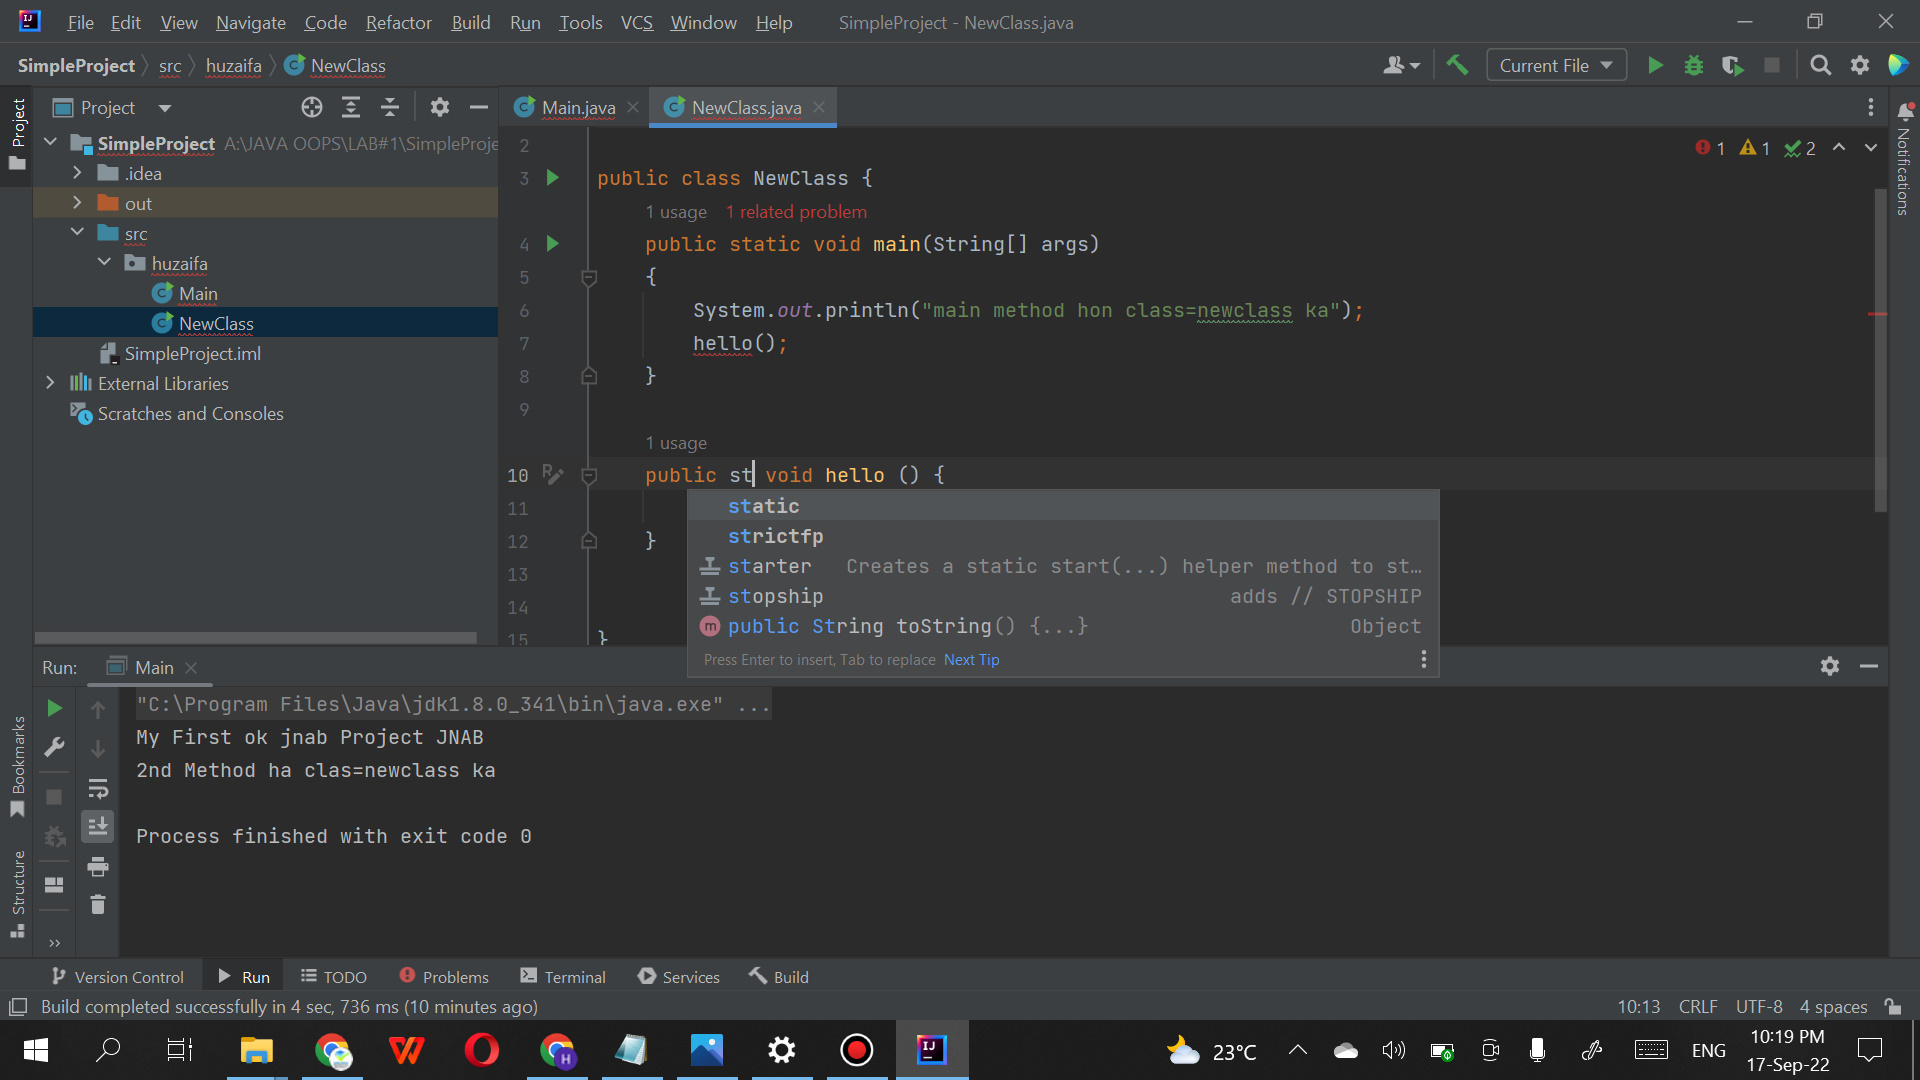 File Edit View Navigate Code Refactor Build Run Tools VCS Window Help SimpleProject - NewClass.java
SimpleProject src huzaifa NewClass Current File
Project
Project
Main.java NewClass.java
SimpleProject A:\JAVA OOPS\LAB#1\SimpleProje
.idea
out
src
huzaifa
Main
NewClass
SimpleProject.iml
External Libraries
Scratches and Consoles
1 1 2
Notifications
2
3 public class NewClass {
1 usage 1 related problem
4 public static void main(String[] args)
5 {
6 System.out.println("main method hon class=newclass ka");
7 hello();
8 }
9
1 usage
10 public st void hello () {
11
12 }
13
14
15 }
static
strictfp
starter Creates a static start(...) helper method to st...
stopship adds // STOPSHIP
public String toString() {...} Object
Press Enter to insert, Tab to replace Next Tip
Run: Main
"C:\Program Files\Java\jdk1.8.0_341\bin\java.exe" ...
My First ok jnab Project JNAB
2nd Method ha clas=newclass ka
Process finished with exit code 0
Bookmarks
Structure
Version Control Run TODO Problems Terminal Services Build
Build completed successfully in 4 sec, 736 ms (10 minutes ago) 10:13 CRLF UTF-8 4 spaces
23°C ENG 10:19 PM
17-Sep-22